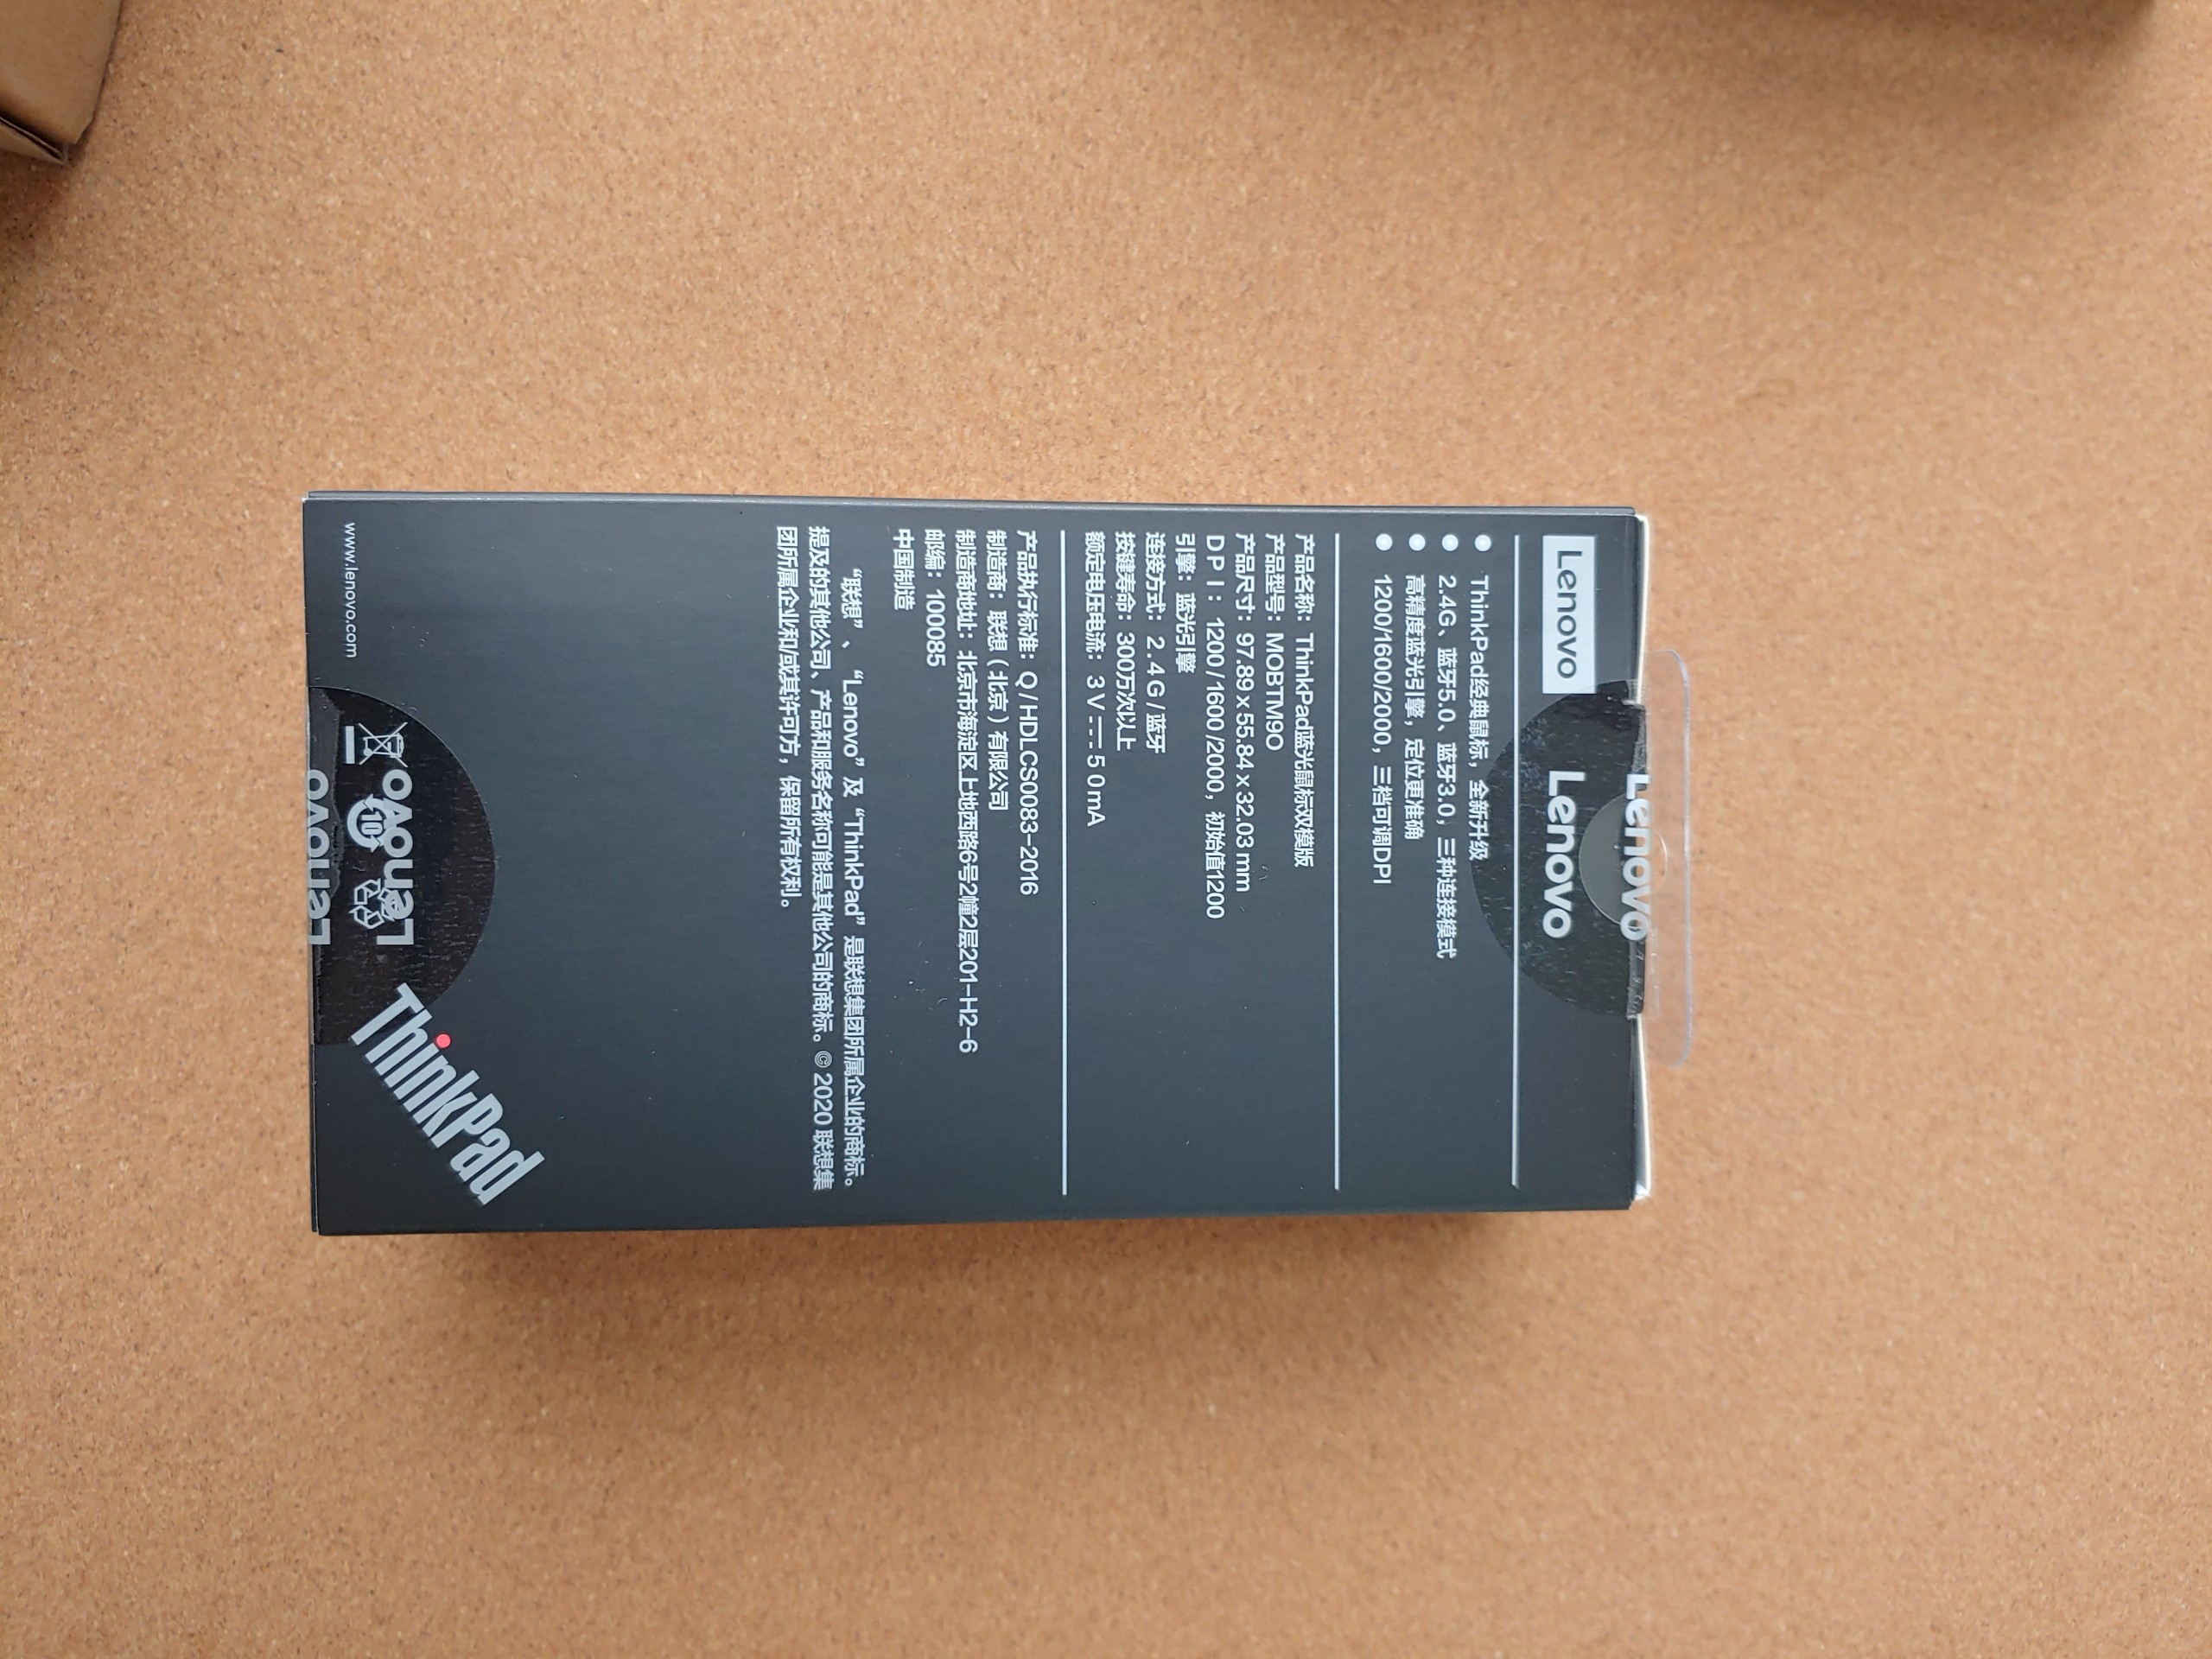 Lenovo
Lenovo
Lenovo
ThinkPad经典鼠标，全新升级
2.4G、蓝牙5.0、蓝牙3.0，三种连接模式
高精度蓝光引擎，定位更准确
1200/1600/2000，三档可调DPI
产品名称：ThinkPad蓝光鼠标双模版
产品型号：MOBTM9O
产品尺寸：97.89 x 55.84 x 32.03 mm
DPI：1200 / 1600 / 2000，初始值1200
引擎：蓝光引擎
连接方式：2.4G / 蓝牙
按键寿命：300万次以上
额定电压电流：3V⎓50mA
产品执行标准：Q / HDLCS0083-2016
制造商：联想（北京）有限公司
制造商地址：北京市海淀区上地西路6号2幢2层201-H2-6
邮编：100085
中国制造
“联想”、“Lenovo”及“ThinkPad”是联想集团所属企业的商标。
提及的其他公司、产品和服务名称可能是其他公司的商标。© 2020 联想集
团所属企业和/或其许可方，保留所有权利。
Lenovo
10
Lenovo
ThinkPad
www.lenovo.com